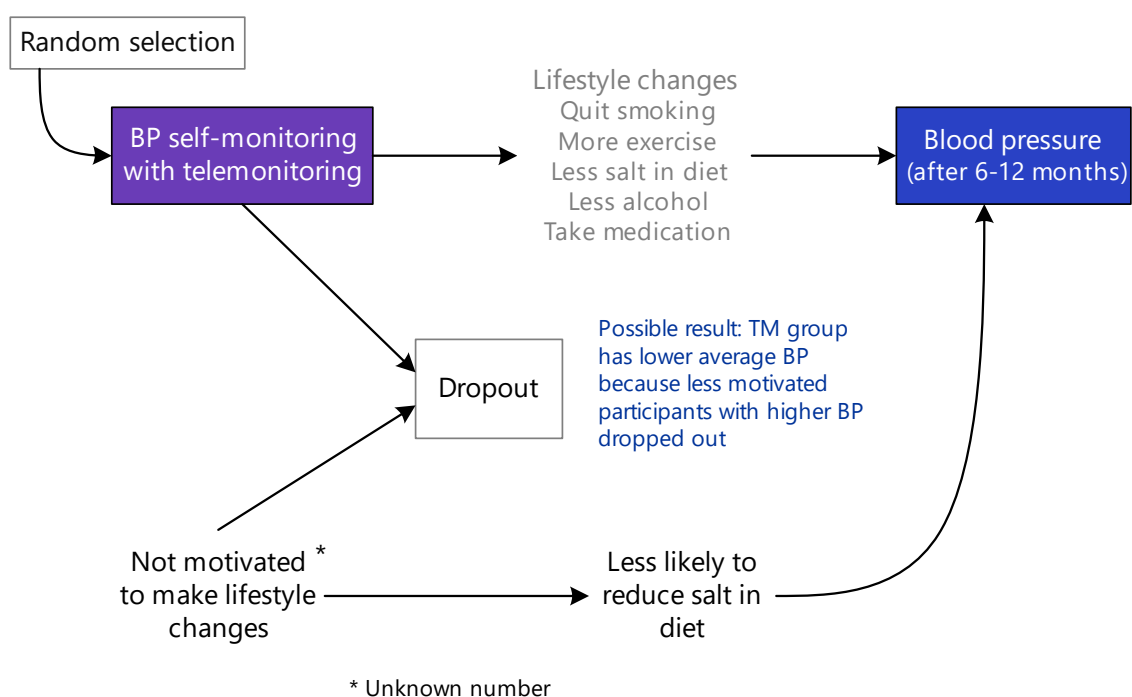 Random selection
BP self-monitoring
with telemonitoring
Lifestyle changes
Quit smoking
More exercise
Less salt in diet
Less alcohol
Take medication
Blood pressure
(after 6-12 months)
Dropout
Possible result: TM group
has lower average BP
because less motivated
participants with higher BP
dropped out
Not motivated *
to make lifestyle
changes
Less likely to
reduce salt in
diet
* Unknown number